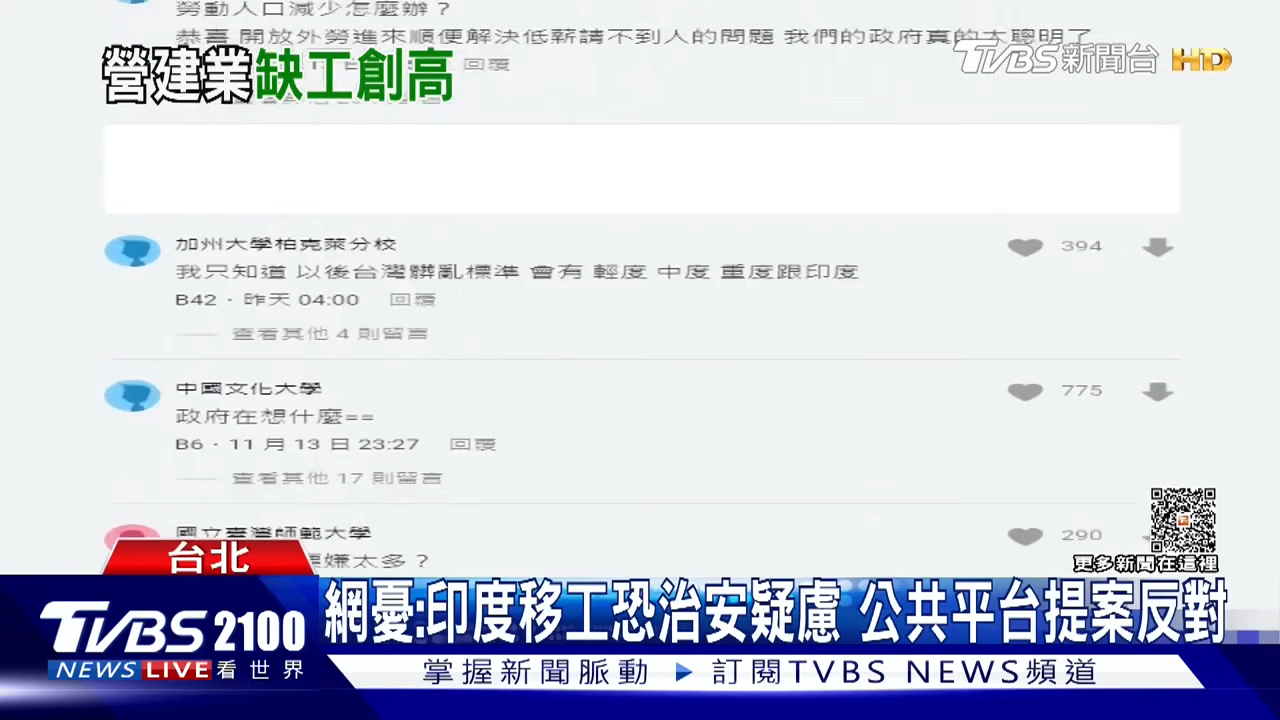 勞動人口減少怎麼辦？
恭喜 開放外勞進來順便解決低薪請不到人的問題 我們的政府真的太聰明了
回覆
TVBS新聞台 HD
營建業缺工創高
加州大學柏克萊分校
394
我只知道 以後台灣髒亂標準 會有 輕度 中度 重度跟印度
B42 · 昨天 04:00 回覆
查看其他 4 則留言
中國文化大學
775
政府在想什麼==
B6 · 11 月 13 日 23:27 回覆
查看其他 17 則留言
國立臺灣師範大學
290
嫌太多？
更多新聞在這裡
台北
網憂:印度移工恐治安疑慮 公共平台提案反對
TVBS 2100
NEWS LIVE 看世界
掌握新聞脈動 ▶ 訂閱TVBS NEWS頻道